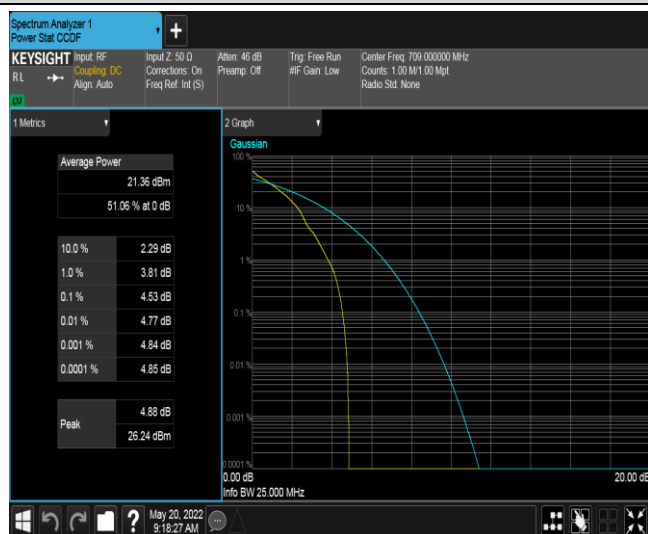 Spectrum Analyzer 1
Power Stat CCDF
+
KEYSIGHT
RL
LXI
Input: RF
Coupling: DC
Align: Auto
Input Z: 50 Ω
Corrections: On
Freq Ref: Int (S)
Atten: 46 dB
Preamp: Off
Trig: Free Run
#IF Gain: Low
Center Freq: 709.000000 MHz
Counts: 1.00 M/1.00 Mpt
Radio Std: None
1 Metrics
Average Power
21.36 dBm
51.06 % at 0 dB
10.0 % 2.29 dB
1.0 % 3.81 dB
0.1 % 4.53 dB
0.01 % 4.77 dB
0.001 % 4.84 dB
0.0001 % 4.85 dB
Peak
4.88 dB
26.24 dBm
2 Graph
Gaussian
100 %
10 %
1 %
0.1 %
0.01 %
0.001 %
0.0001 %
0.00 dB
20.00 dB
Info BW 25.000 MHz
?
May 20, 2022
9:18:27 AM